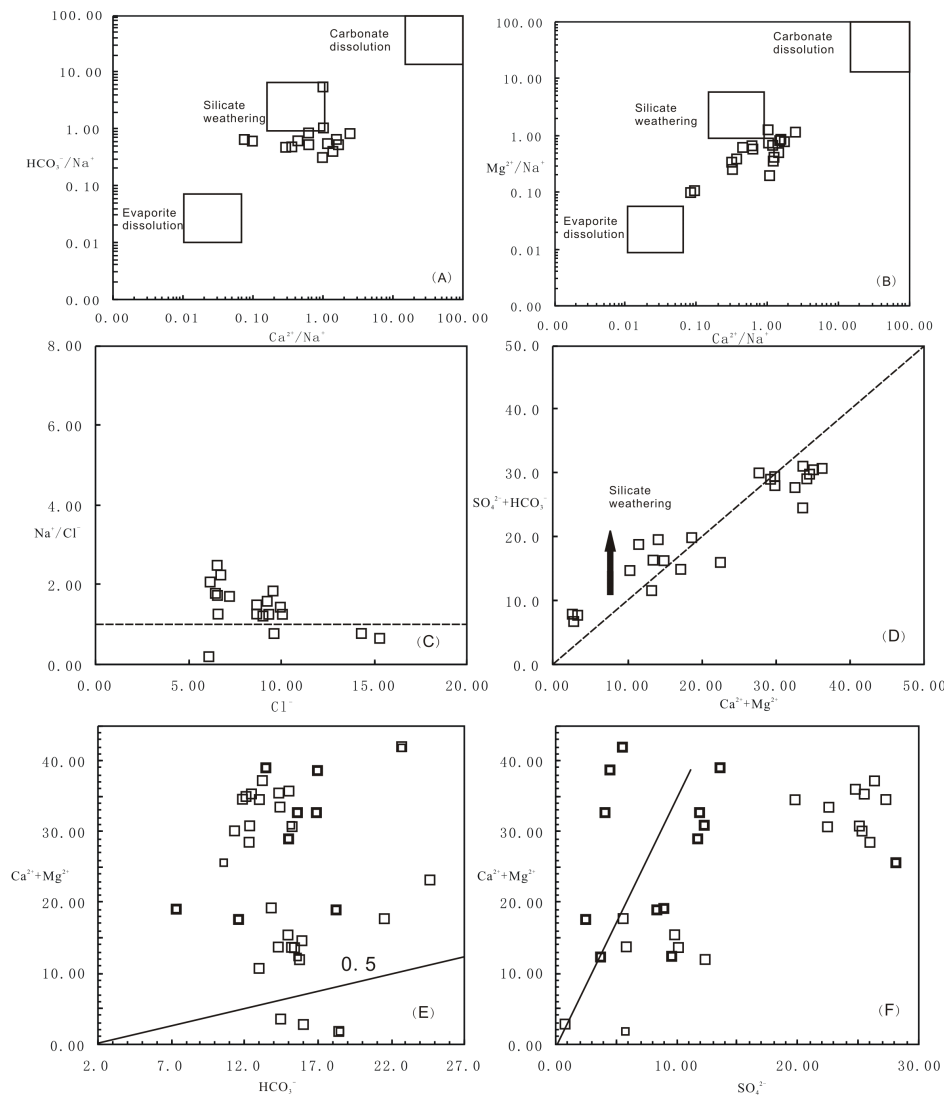 100.00
10.00
1.00
HCO₃⁻/Na⁺
0.10
0.01
0.00
Carbonate
dissolution
Silicate
weathering
Evaporite
dissolution
(A)
0.00 0.01 0.10 1.00 10.00 100.00
Ca²⁺/Na⁺
100.00
10.00
1.00
Mg²⁺/Na⁺
0.10
0.01
0.00
Carbonate
dissolution
Silicate
weathering
Evaporite
dissolution
(B)
0.00 0.01 0.10 1.00 10.00 100.00
Ca²⁺/Na⁺
8.00
6.00
4.00
Na⁺/Cl⁻
2.00
0.00
(C)
0.00 5.00 10.00 15.00 20.00
Cl⁻
50.0
40.0
30.0
SO₄²⁻+HCO₃⁻
20.0
10.0
0.0
Silicate
weathering
(D)
0.00 10.00 20.00 30.00 40.00 50.00
Ca²⁺+Mg²⁺
40.00
30.00
Ca²⁺+Mg²⁺
20.00
10.00
0.00
0.5
(E)
2.0 7.0 12.0 17.0 22.0 27.0
HCO₃⁻
40.00
30.00
Ca²⁺+Mg²⁺
20.00
10.00
0.00
(F)
0.00 10.00 20.00 30.00
SO₄²⁻